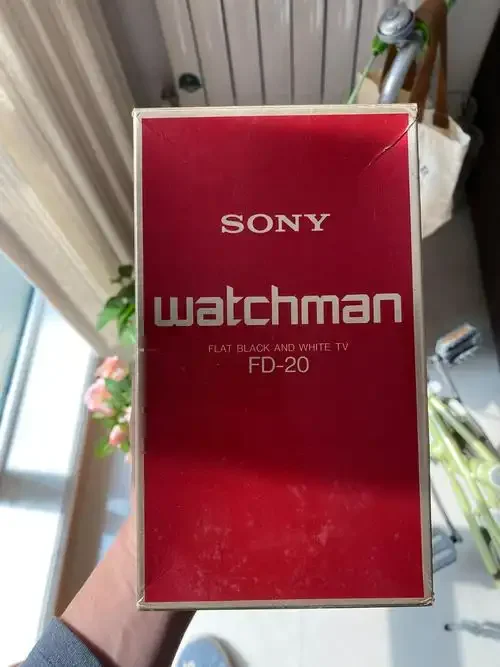 SONY
watchman
FLAT BLACK AND WHITE TV
FD-20